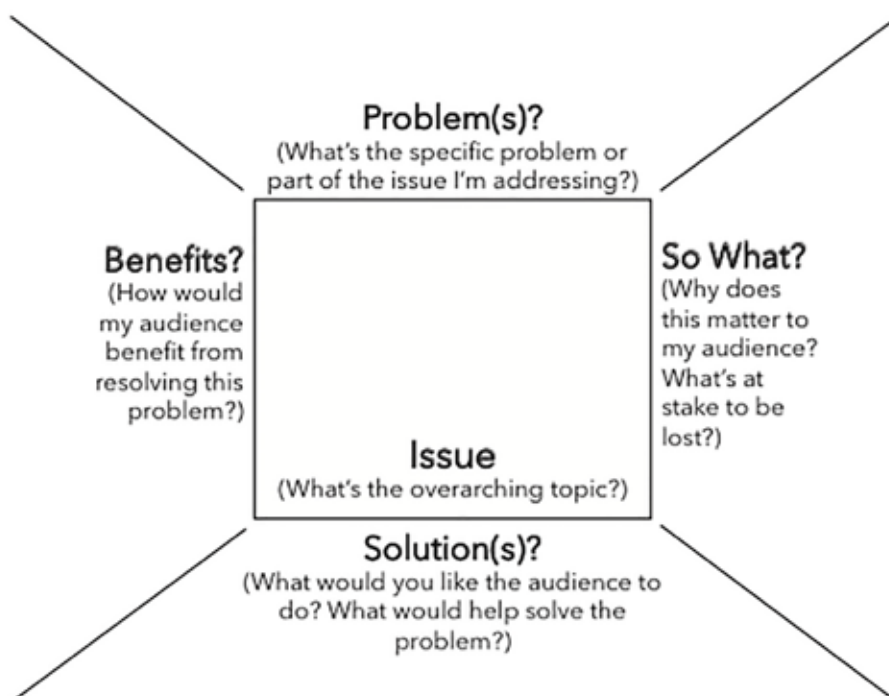 Problem(s)?
(What's the specific problem or
part of the issue I'm addressing?)
Benefits?
(How would
my audience
benefit from
resolving this
problem?)
So What?
(Why does
this matter to
my audience?
What's at
stake to be
lost?)
Issue
(What's the overarching topic?)
Solution(s)?
(What would you like the audience to
do? What would help solve the
problem?)